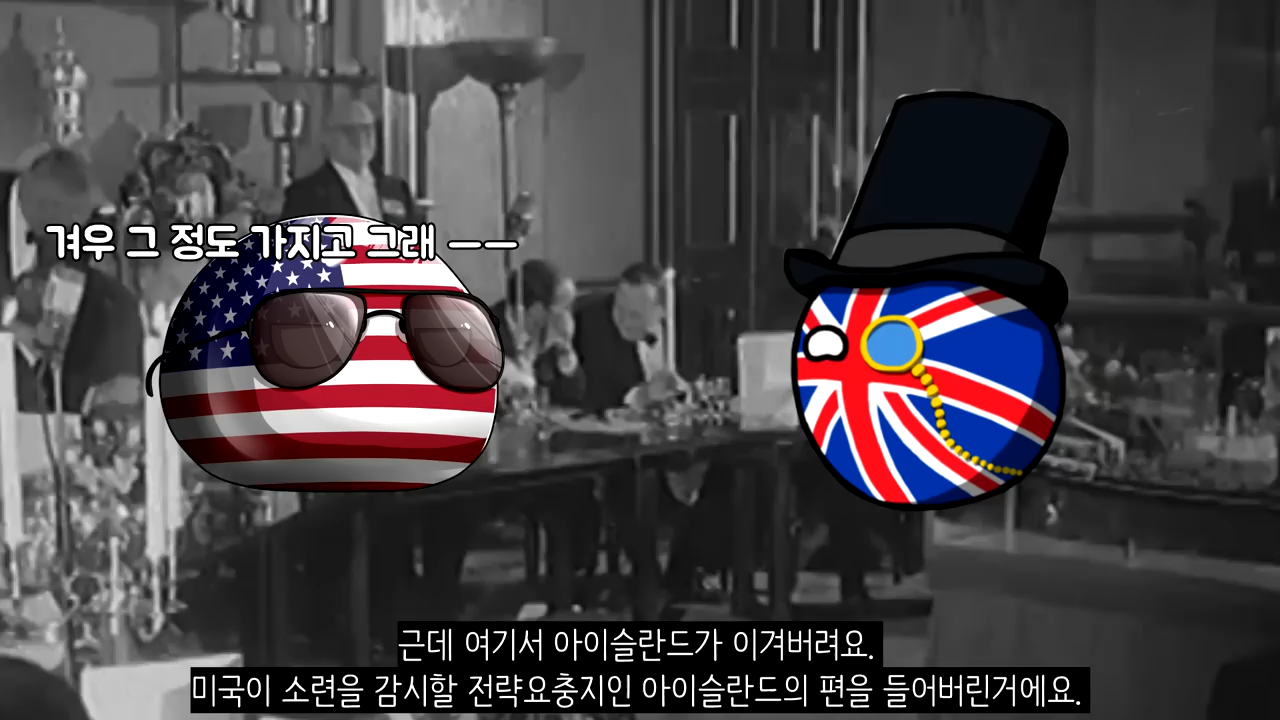 겨우 그 정도 가지고 그래 ㅡㅡ
근데 여기서 아이슬란드가 이겨버려요.
미국이 소련을 감시할 전략요충지인 아이슬란드의 편을 들어버린거에요.